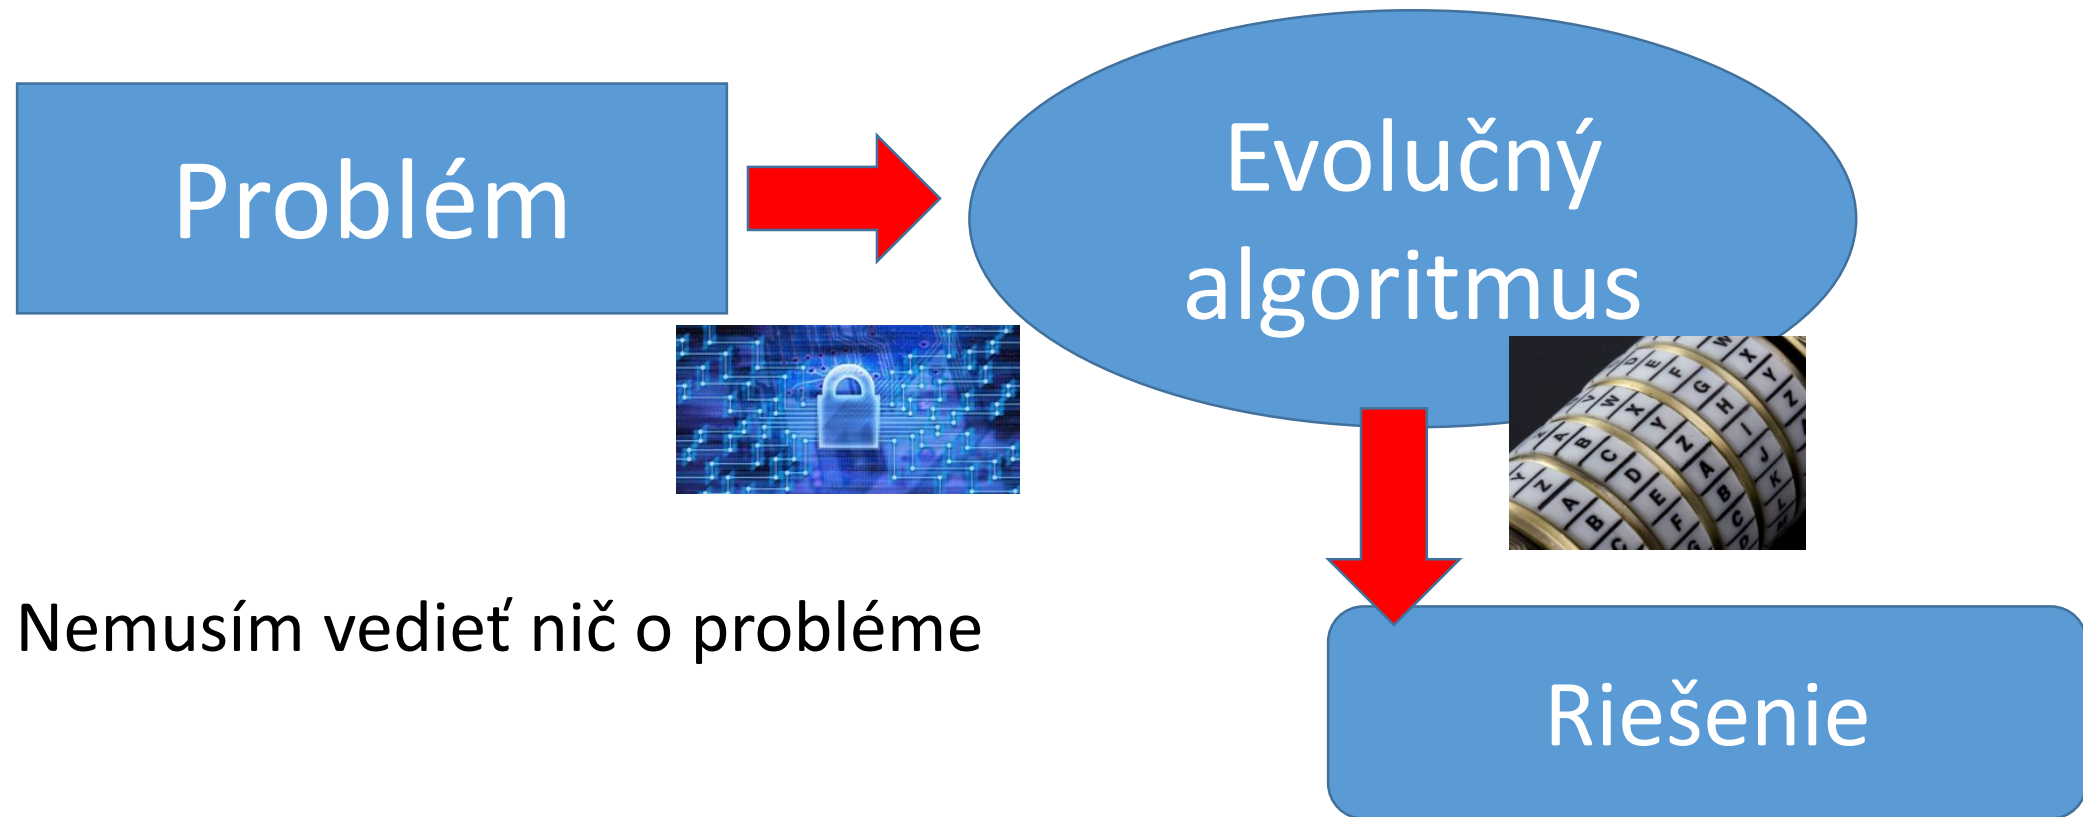 Problém
Evolučný
algoritmus
Nemusím vedieť nič o probléme
Riešenie